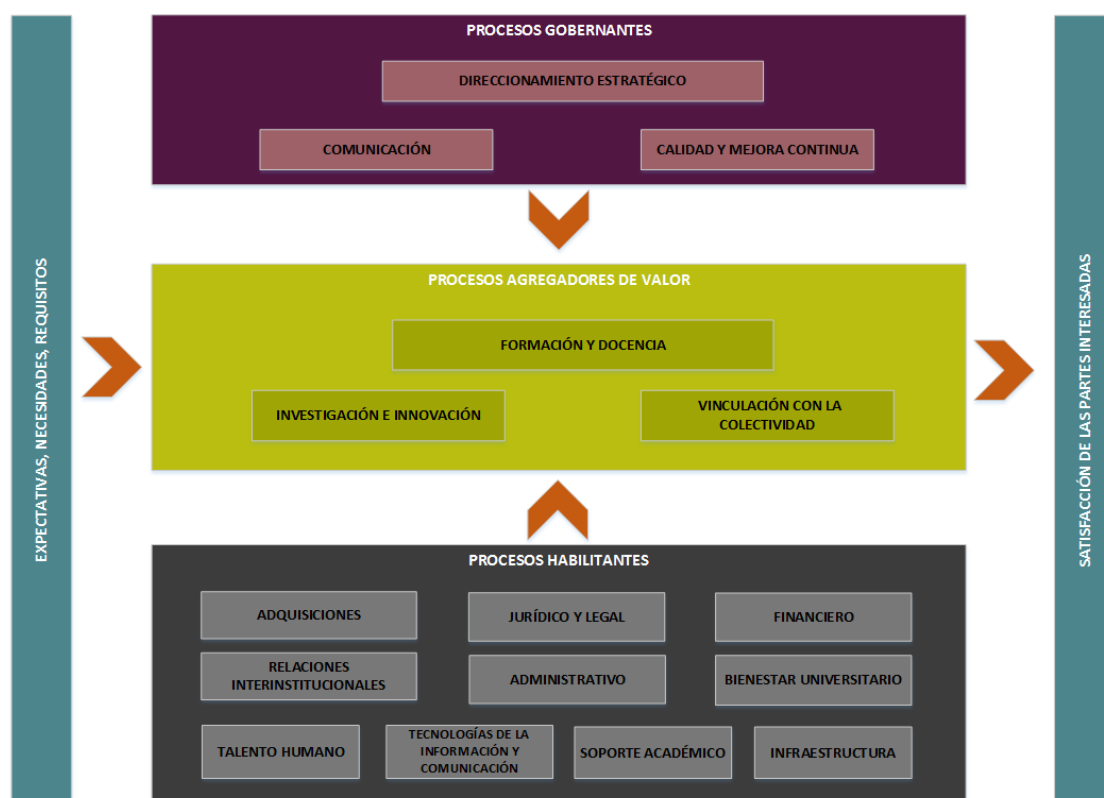 PROCESOS GOBERNANTES
DIRECCIONAMIENTO ESTRATÉGICO
COMUNICACIÓN
CALIDAD Y MEJORA CONTINUA
EXPECTATIVAS, NECESIDADES, REQUISITOS
PROCESOS AGREGADORES DE VALOR
FORMACIÓN Y DOCENCIA
INVESTIGACIÓN E INNOVACIÓN
VINCULACIÓN CON LA
COLECTIVIDAD
SATISFACCIÓN DE LAS PARTES INTERESADAS
PROCESOS HABILITANTES
ADQUISICIONES
JURÍDICO Y LEGAL
FINANCIERO
RELACIONES
INTERINSTITUCIONALES
ADMINISTRATIVO
BIENESTAR UNIVERSITARIO
TALENTO HUMANO
TECNOLOGÍAS DE LA
INFORMACIÓN Y
COMUNICACIÓN
SOPORTE ACADÉMICO
INFRAESTRUCTURA